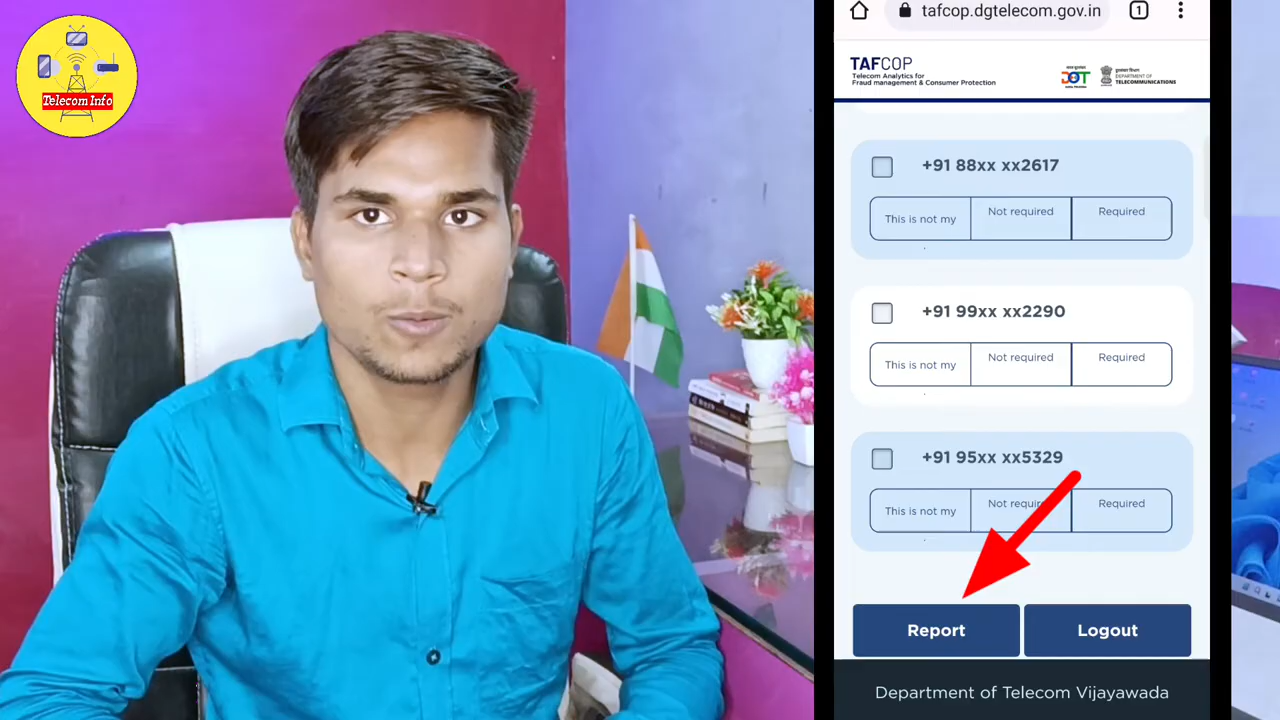 Telecom Info
tafcop.dgtelecom.gov.in
1
TAFCOP
Telecom Analytics for
Fraud management & Consumer Protection
DOT
DEPARTMENT OF
TELECOMMUNICATIONS
+91 88xx xx2617
This is not my
Not required
Required
+91 99xx xx2290
This is not my
Not required
Required
+91 95xx xx5329
This is not my
Not required
Required
Report
Logout
Department of Telecom Vijayawada